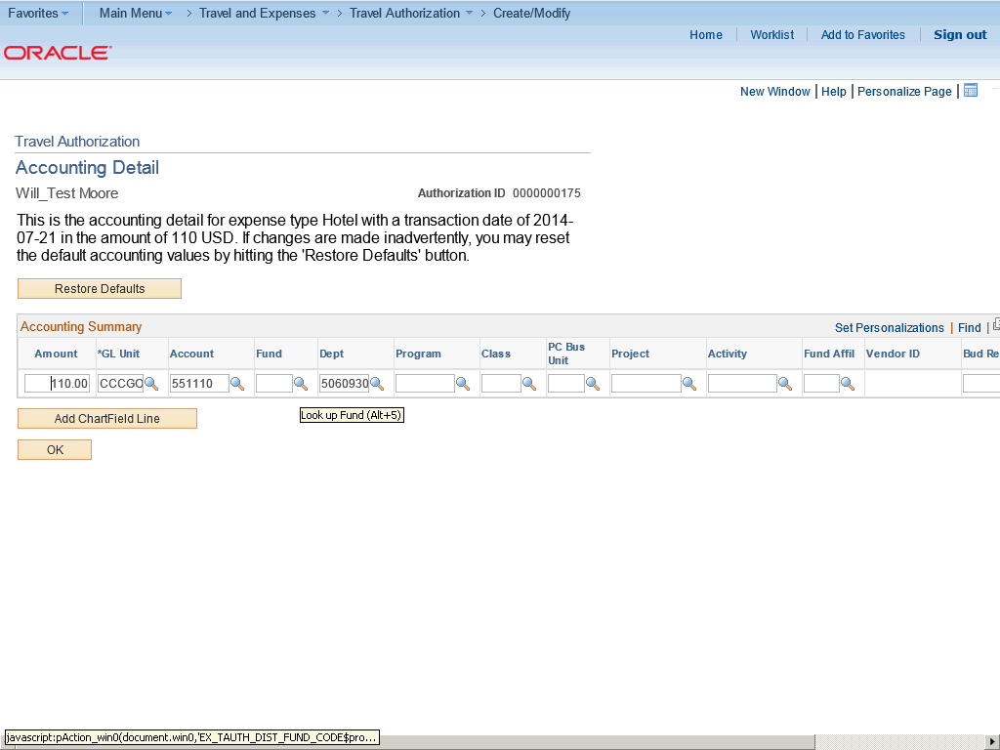 Favorites Main Menu > Travel and Expenses > Travel Authorization > Create/Modify
Home Worklist Add to Favorites Sign out
ORACLE
New Window | Help | Personalize Page |
Travel Authorization
Accounting Detail
Will_Test Moore Authorization ID 0000000175
This is the accounting detail for expense type Hotel with a transaction date of 2014-
07-21 in the amount of 110 USD. If changes are made inadvertently, you may reset
the default accounting values by hitting the 'Restore Defaults' button.
Restore Defaults
Accounting Summary Set Personalizations | Find |
Amount *GL Unit Account Fund Dept Program Class PC Bus Unit Project Activity Fund Affil Vendor ID Bud Re
110.00 CCCGO 551110 5060930
Look up Fund (Alt+5)
Add ChartField Line
OK
javascript:pAction_win0(document.win0,'EX_TAUTH_DIST_FUND_CODE$pro...